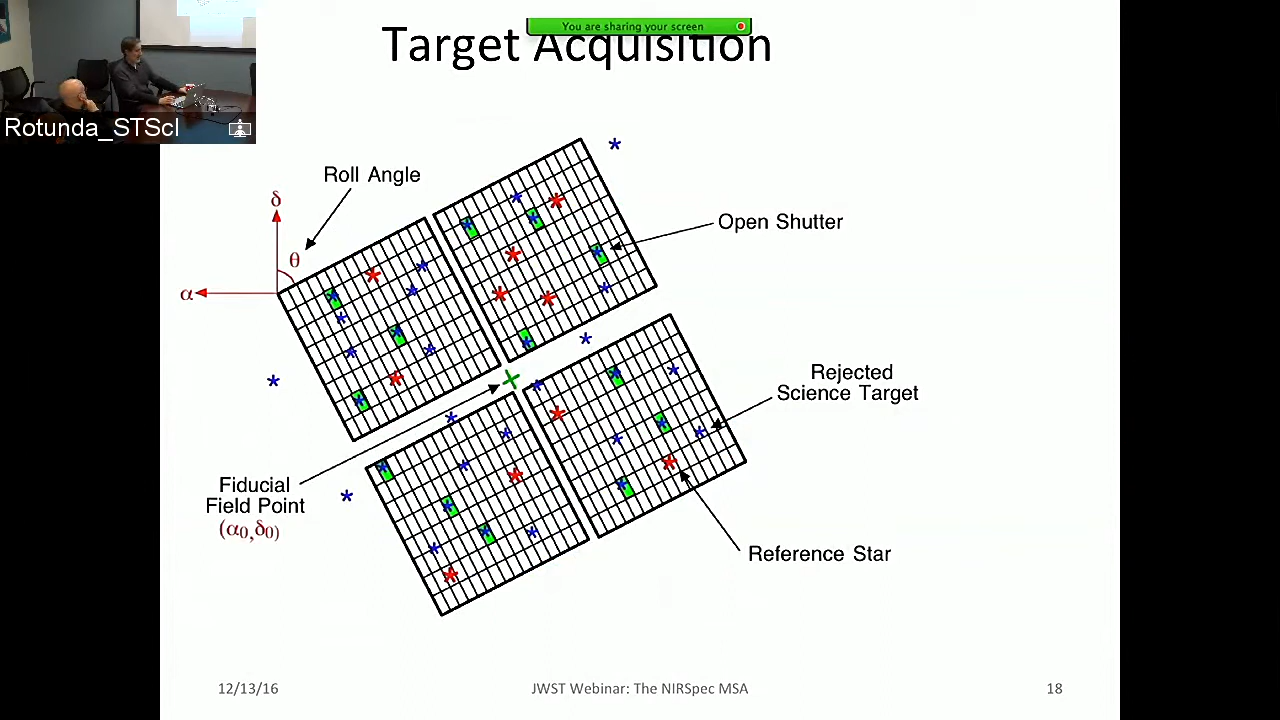 You are sharing your screen
Target Acquisition
Rotunda_STScI
Roll Angle
δ
θ
α
Open Shutter
Rejected
Science Target
Fiducial
Field Point
(α0,δ0)
Reference Star
12/13/16
JWST Webinar: The NIRSpec MSA
18